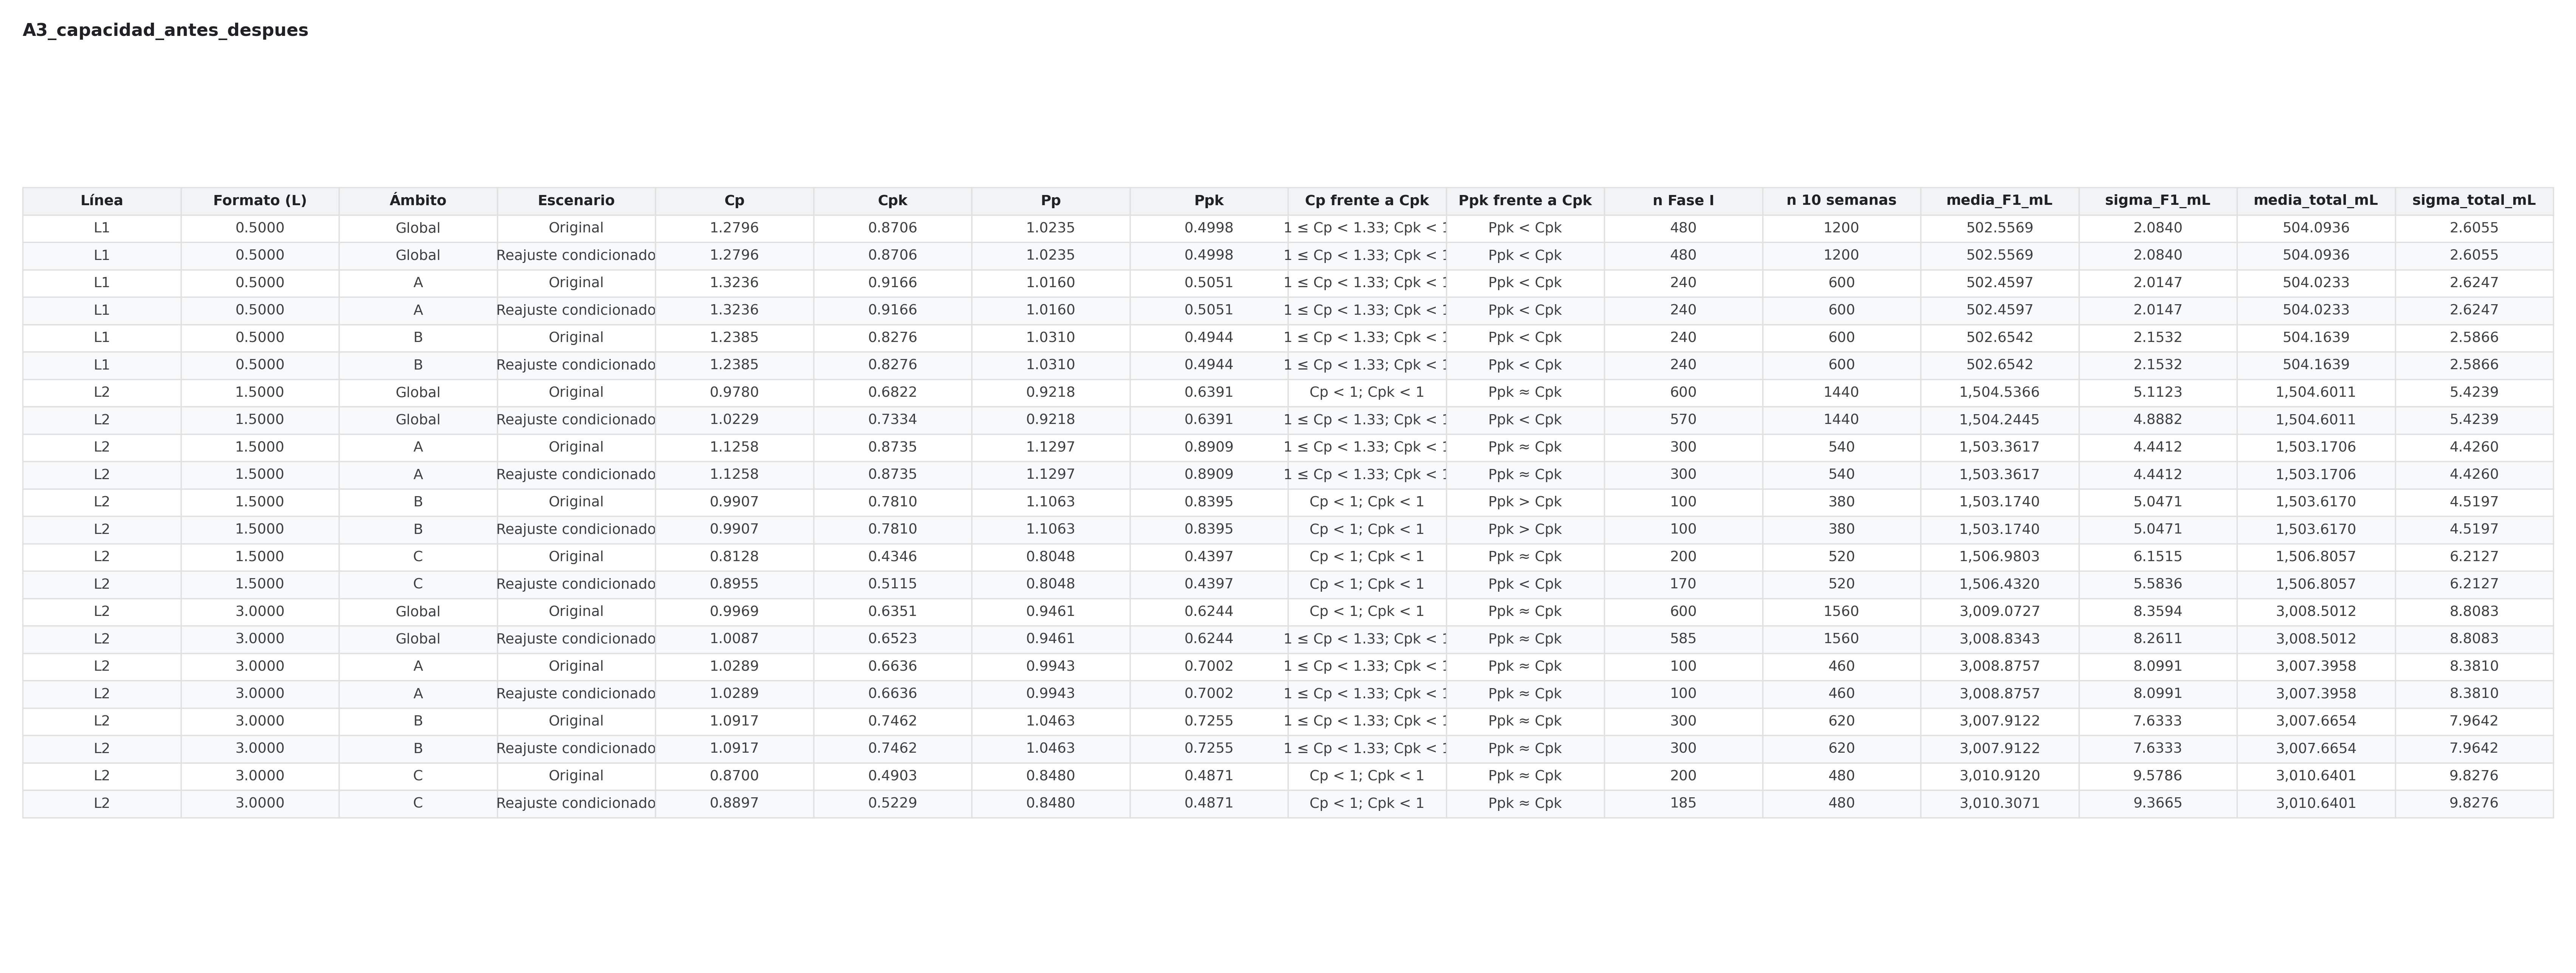 A3_capacidad_antes_despues
Línea Formato (L) Ámbito Escenario Cp Cpk Pp Ppk Cp frente a Cpk Ppk frente a Cpk n Fase I n 10 semanas media_F1_mL sigma_F1_mL media_total_mL sigma_total_mL
L1 0.5000 Global Original 1.2796 0.8706 1.0235 0.4998 1 ≤ Cp < 1.33; Cpk < 1 Ppk < Cpk 480 1200 502.5569 2.0840 504.0936 2.6055
L1 0.5000 Global Reajuste condicionado 1.2796 0.8706 1.0235 0.4998 1 ≤ Cp < 1.33; Cpk < 1 Ppk < Cpk 480 1200 502.5569 2.0840 504.0936 2.6055
L1 0.5000 A Original 1.3236 0.9166 1.0160 0.5051 1 ≤ Cp < 1.33; Cpk < 1 Ppk < Cpk 240 600 502.4597 2.0147 504.0233 2.6247
L1 0.5000 A Reajuste condicionado 1.3236 0.9166 1.0160 0.5051 1 ≤ Cp < 1.33; Cpk < 1 Ppk < Cpk 240 600 502.4597 2.0147 504.0233 2.6247
L1 0.5000 B Original 1.2385 0.8276 1.0310 0.4944 1 ≤ Cp < 1.33; Cpk < 1 Ppk < Cpk 240 600 502.6542 2.1532 504.1639 2.5866
L1 0.5000 B Reajuste condicionado 1.2385 0.8276 1.0310 0.4944 1 ≤ Cp < 1.33; Cpk < 1 Ppk < Cpk 240 600 502.6542 2.1532 504.1639 2.5866
L2 1.5000 Global Original 0.9780 0.6822 0.9218 0.6391 Cp < 1; Cpk < 1 Ppk ≈ Cpk 600 1440 1,504.5366 5.1123 1,504.6011 5.4239
L2 1.5000 Global Reajuste condicionado 1.0229 0.7334 0.9218 0.6391 1 ≤ Cp < 1.33; Cpk < 1 Ppk < Cpk 570 1440 1,504.2445 4.8882 1,504.6011 5.4239
L2 1.5000 A Original 1.1258 0.8735 1.1297 0.8909 1 ≤ Cp < 1.33; Cpk < 1 Ppk ≈ Cpk 300 540 1,503.3617 4.4412 1,503.1706 4.4260
L2 1.5000 A Reajuste condicionado 1.1258 0.8735 1.1297 0.8909 1 ≤ Cp < 1.33; Cpk < 1 Ppk ≈ Cpk 300 540 1,503.3617 4.4412 1,503.1706 4.4260
L2 1.5000 B Original 0.9907 0.7810 1.1063 0.8395 Cp < 1; Cpk < 1 Ppk > Cpk 100 380 1,503.1740 5.0471 1,503.6170 4.5197
L2 1.5000 B Reajuste condicionado 0.9907 0.7810 1.1063 0.8395 Cp < 1; Cpk < 1 Ppk > Cpk 100 380 1,503.1740 5.0471 1,503.6170 4.5197
L2 1.5000 C Original 0.8128 0.4346 0.8048 0.4397 Cp < 1; Cpk < 1 Ppk ≈ Cpk 200 520 1,506.9803 6.1515 1,506.8057 6.2127
L2 1.5000 C Reajuste condicionado 0.8955 0.5115 0.8048 0.4397 Cp < 1; Cpk < 1 Ppk < Cpk 170 520 1,506.4320 5.5836 1,506.8057 6.2127
L2 3.0000 Global Original 0.9969 0.6351 0.9461 0.6244 Cp < 1; Cpk < 1 Ppk ≈ Cpk 600 1560 3,009.0727 8.3594 3,008.5012 8.8083
L2 3.0000 Global Reajuste condicionado 1.0087 0.6523 0.9461 0.6244 1 ≤ Cp < 1.33; Cpk < 1 Ppk ≈ Cpk 585 1560 3,008.8343 8.2611 3,008.5012 8.8083
L2 3.0000 A Original 1.0289 0.6636 0.9943 0.7002 1 ≤ Cp < 1.33; Cpk < 1 Ppk ≈ Cpk 100 460 3,008.8757 8.0991 3,007.3958 8.3810
L2 3.0000 A Reajuste condicionado 1.0289 0.6636 0.9943 0.7002 1 ≤ Cp < 1.33; Cpk < 1 Ppk ≈ Cpk 100 460 3,008.8757 8.0991 3,007.3958 8.3810
L2 3.0000 B Original 1.0917 0.7462 1.0463 0.7255 1 ≤ Cp < 1.33; Cpk < 1 Ppk ≈ Cpk 300 620 3,007.9122 7.6333 3,007.6654 7.9642
L2 3.0000 B Reajuste condicionado 1.0917 0.7462 1.0463 0.7255 1 ≤ Cp < 1.33; Cpk < 1 Ppk ≈ Cpk 300 620 3,007.9122 7.6333 3,007.6654 7.9642
L2 3.0000 C Original 0.8700 0.4903 0.8480 0.4871 Cp < 1; Cpk < 1 Ppk ≈ Cpk 200 480 3,010.9120 9.5786 3,010.6401 9.8276
L2 3.0000 C Reajuste condicionado 0.8897 0.5229 0.8480 0.4871 Cp < 1; Cpk < 1 Ppk ≈ Cpk 185 480 3,010.3071 9.3665 3,010.6401 9.8276